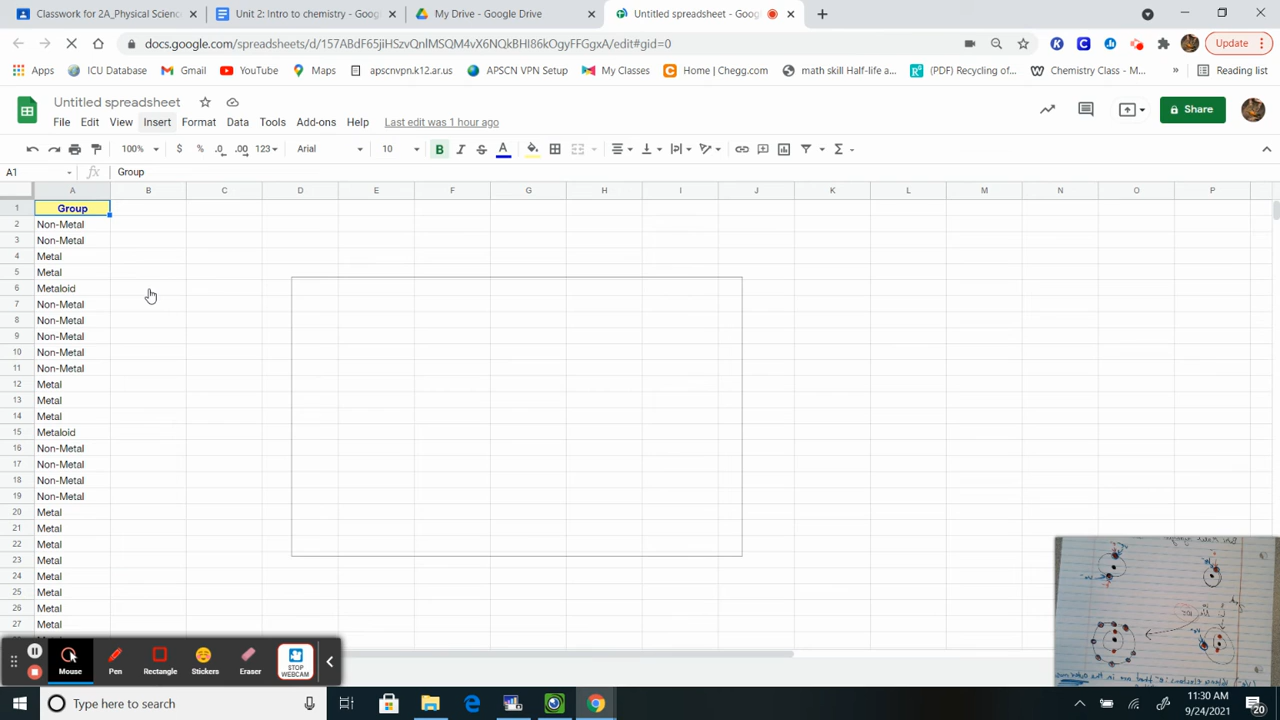 Classwork for 2A_Physical Scienc
Unit 2: Intro to chemistry - Goog
My Drive - Google Drive
Untitled spreadsheet - Goog
docs.google.com/spreadsheets/d/157ABdF65jiHSzvQnlMSQM4vX6NQkBHI86kOgyFFGgxA/edit#gid=0
Update
Apps
ICU Database
Gmail
YouTube
Maps
apscnvpn.k12.ar.us
APSCN VPN Setup
My Classes
Home | Chegg.com
math skill Half-life a...
(PDF) Recycling of...
Chemistry Class - M...
Reading list
Untitled spreadsheet
File Edit View Insert Format Data Tools Add-ons Help Last edit was 1 hour ago
Share
100% $ % .0 .00 123 Arial 10 B I S A
A1 fx Group
A B C D E F G H I J K L M N O P
1 Group
2 Non-Metal
3 Non-Metal
4 Metal
5 Metal
6 Metaloid
7 Non-Metal
8 Non-Metal
9 Non-Metal
10 Non-Metal
11 Non-Metal
12 Metal
13 Metal
14 Metal
15 Metaloid
16 Non-Metal
17 Non-Metal
18 Non-Metal
19 Non-Metal
20 Metal
21 Metal
22 Metal
23 Metal
24 Metal
25 Metal
26 Metal
27 Metal
Mouse Pen Rectangle Stickers Eraser STOP WEBCAM
Type here to search
11:30 AM
9/24/2021
20